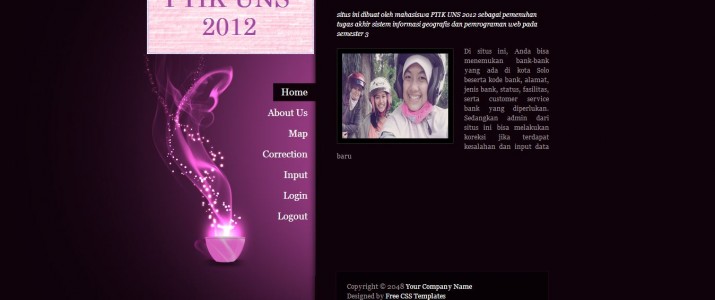 PTIK UNS
2012
Home
About Us
Map
Correction
Input
Login
Logout
situs ini dibuat oleh mahasiswa PTIK UNS 2012 sebagai pemenuhan
tugas akhir sistem informasi geografis dan pemrograman web pada
semester 3
Di situs ini, Anda bisa
menemukan bank-bank
yang ada di kota Solo
beserta kode bank, alamat,
jenis bank, status, fasilitas,
serta customer service
bank yang diperlukan.
Sedangkan admin dari
situs ini bisa melakukan
koreksi jika terdapat
kesalahan dan input data
baru
Copyright © 2048 Your Company Name
Designed by Free CSS Templates